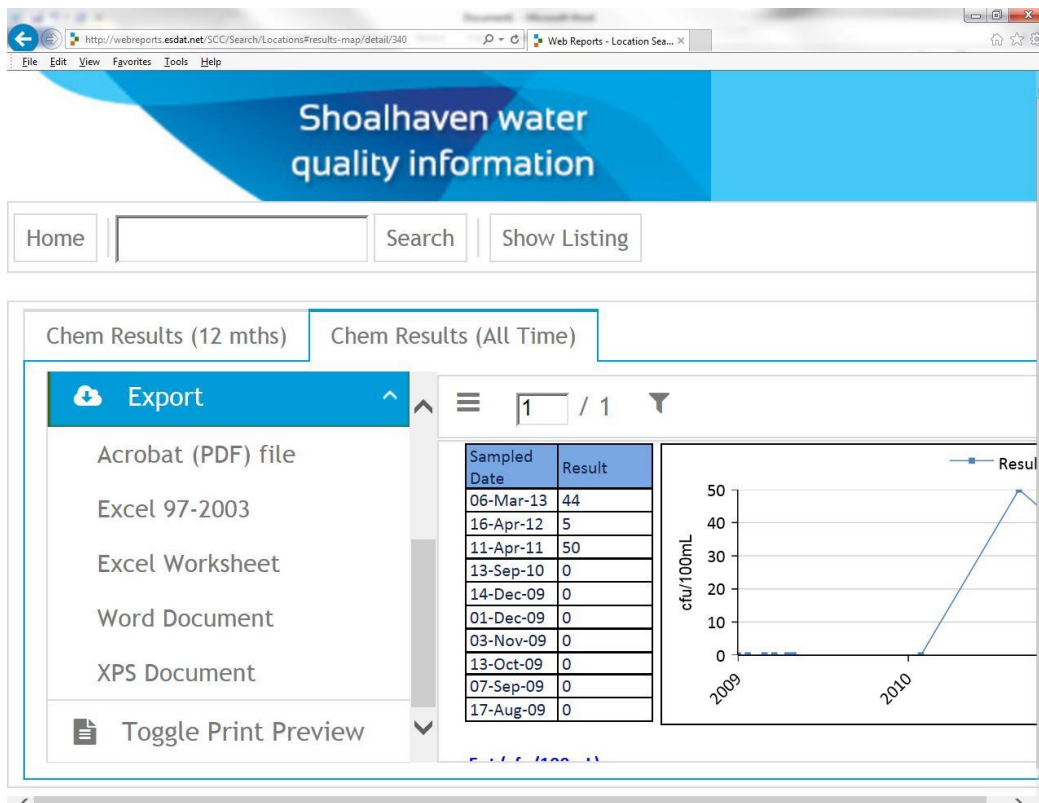 Document1 - Microsoft Word
http://webreports.esdat.net/SCC/Search/Locations#results-map/detail/340
Web Reports - Location Sea...
File Edit View Favorites Tools Help
Shoalhaven water
quality information
Home Search Show Listing
Chem Results (12 mths) Chem Results (All Time)
Export
1 / 1
Acrobat (PDF) file
Excel 97-2003
Excel Worksheet
Word Document
XPS Document
Toggle Print Preview
Sampled Date Result
06-Mar-13 44
16-Apr-12 5
11-Apr-11 50
13-Sep-10 0
14-Dec-09 0
01-Dec-09 0
03-Nov-09 0
13-Oct-09 0
07-Sep-09 0
17-Aug-09 0
Resul
cfu/100mL
50
40
30
20
10
0
2009
2010